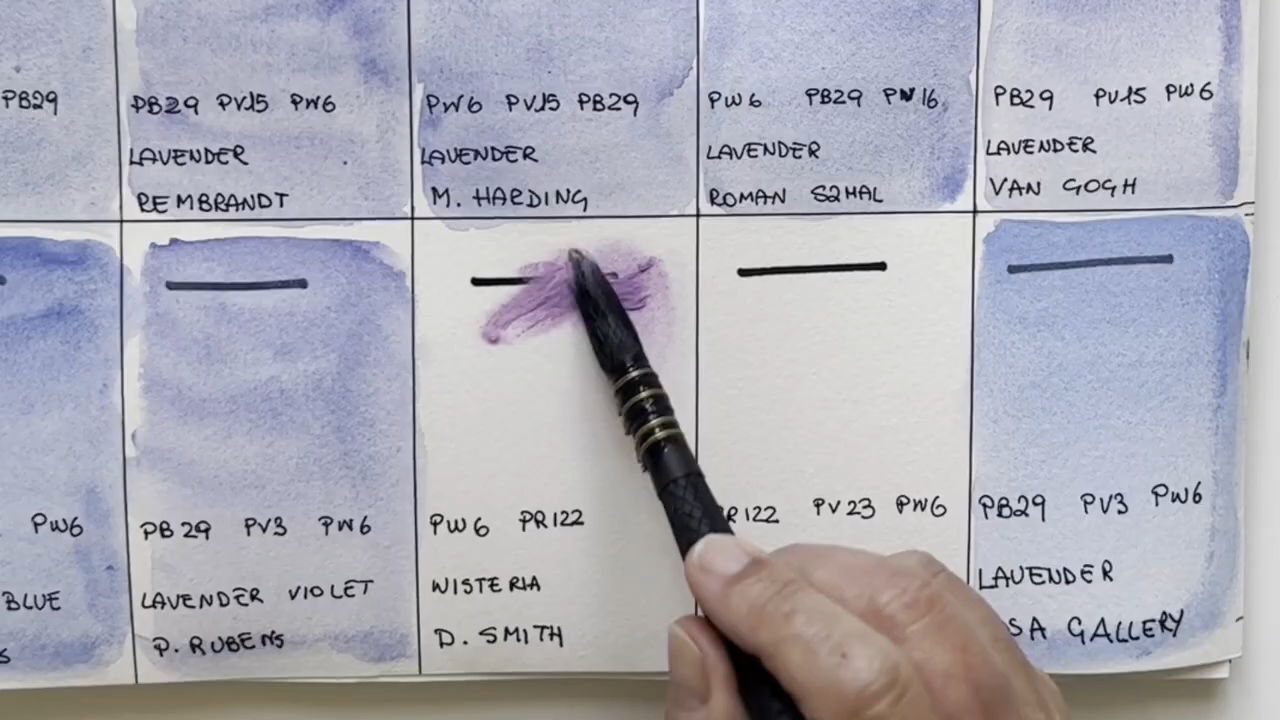 PB29
PB29 PV15 PW6
LAVENDER
REMBRANDT
PW6 PV15 PB29
LAVENDER
M. HARDING
PW6 PB29 PV16
LAVENDER
ROMAN SZMAL
PB29 PV15 PW6
LAVENDER
VAN GOGH
PW6
BLUE
S
PB29 PV3 PW6
LAVENDER VIOLET
P. RUBENS
PW6 PR122
WISTERIA
D. SMITH
R122 PV23 PW6
PB29 PV3 PW6
LAVENDER
SA GALLERY